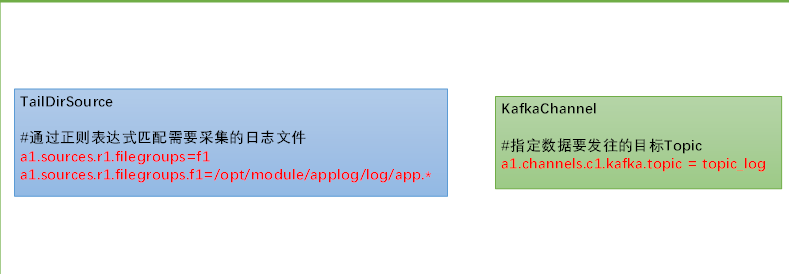 TailDirSource
#通过正则表达式匹配需要采集的日志文件
a1.sources.r1.filegroups=f1
a1.sources.r1.filegroups.f1=/opt/module/applog/log/app.*
KafkaChannel
#指定数据要发往的目标Topic
a1.channels.c1.kafka.topic = topic_log